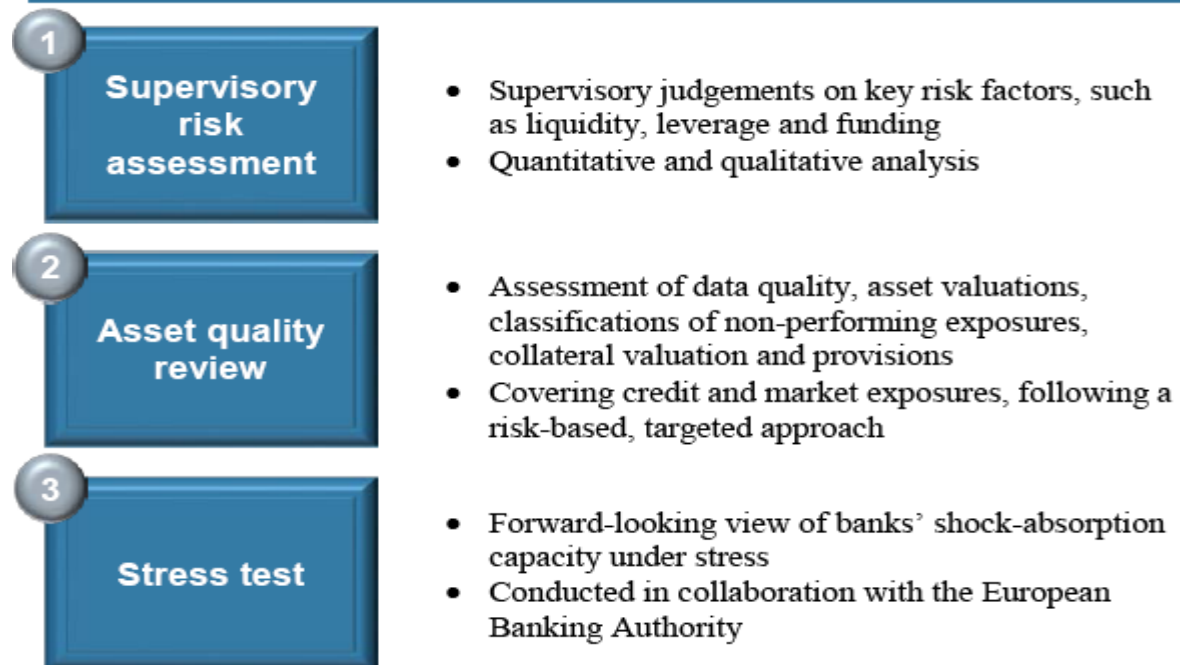 1
Supervisory
risk
assessment
• Supervisory judgements on key risk factors, such
as liquidity, leverage and funding
• Quantitative and qualitative analysis
2
Asset quality
review
• Assessment of data quality, asset valuations,
classifications of non-performing exposures,
collateral valuation and provisions
• Covering credit and market exposures, following a
risk-based, targeted approach
3
Stress test
• Forward-looking view of banks’ shock-absorption
capacity under stress
• Conducted in collaboration with the European
Banking Authority